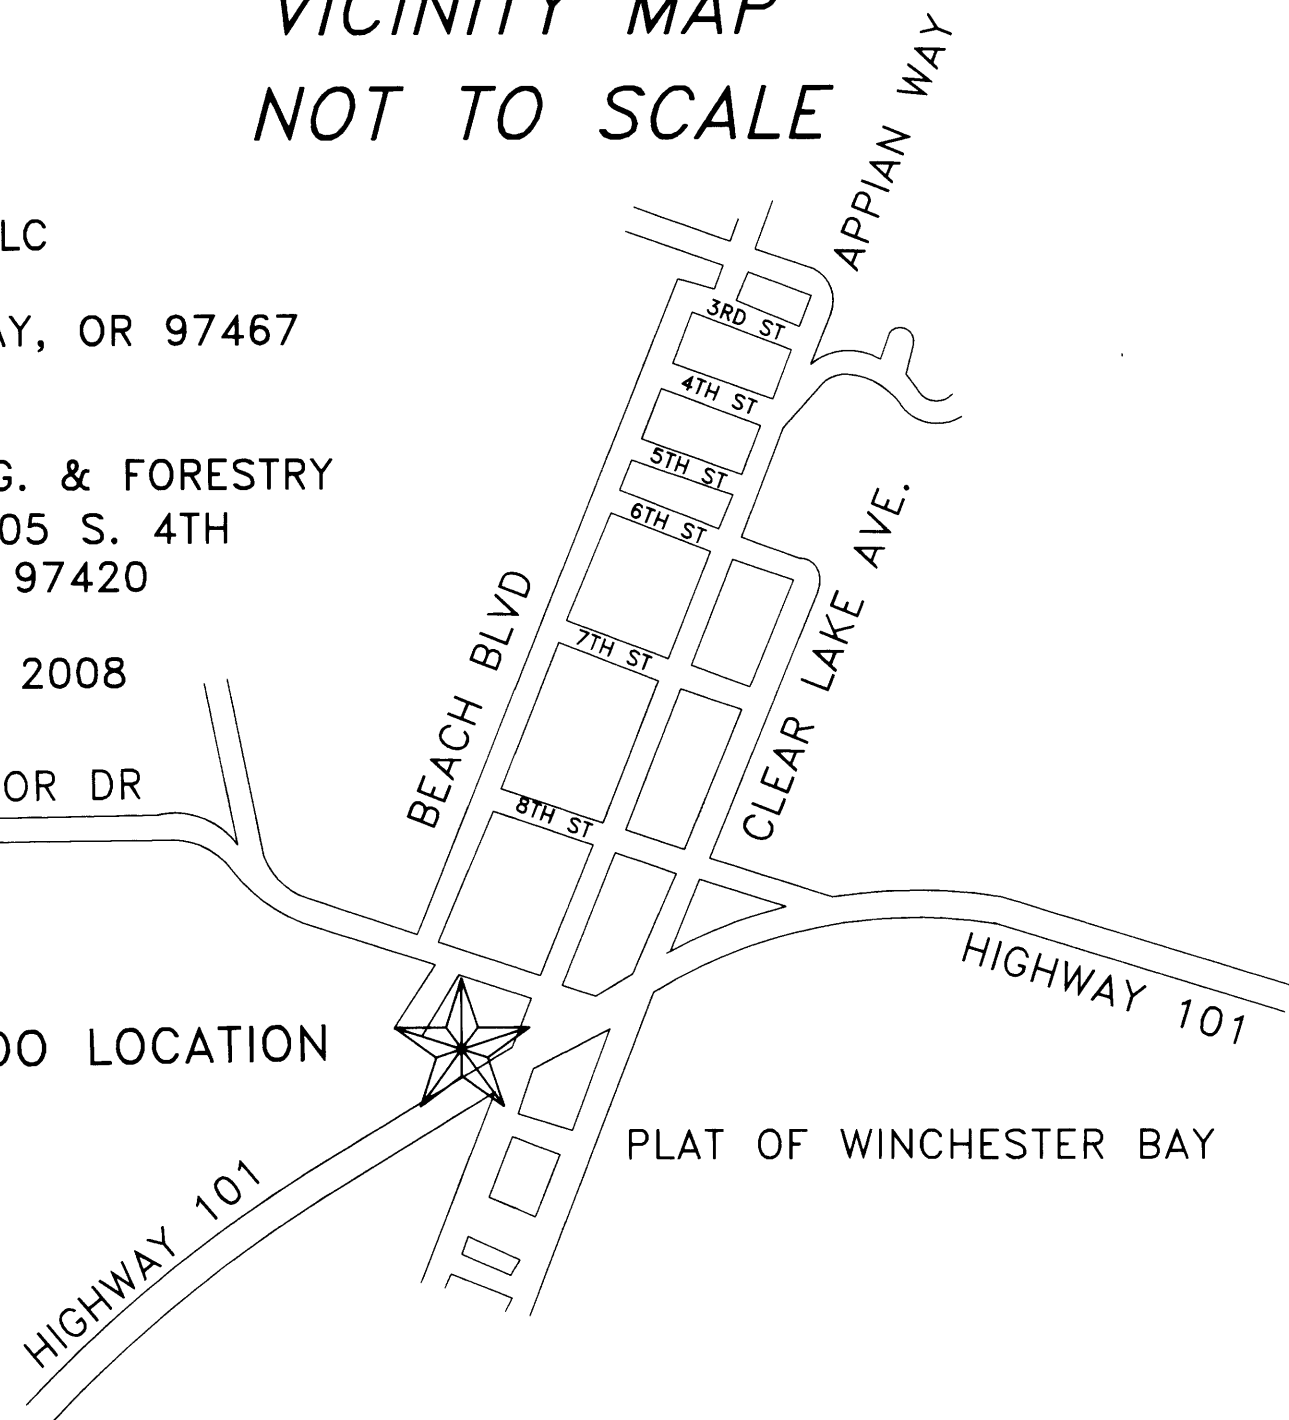 VICINITY MAP
NOT TO SCALE
APPIAN WAY
LC
AY, OR 97467
3RD ST
4TH ST
5TH ST
G. & FORESTRY
05 S. 4TH
97420
6TH ST
CLEAR LAKE AVE.
BEACH BLVD
7TH ST
2008
OR DR
8TH ST
HIGHWAY 101
DO LOCATION
PLAT OF WINCHESTER BAY
HIGHWAY 101